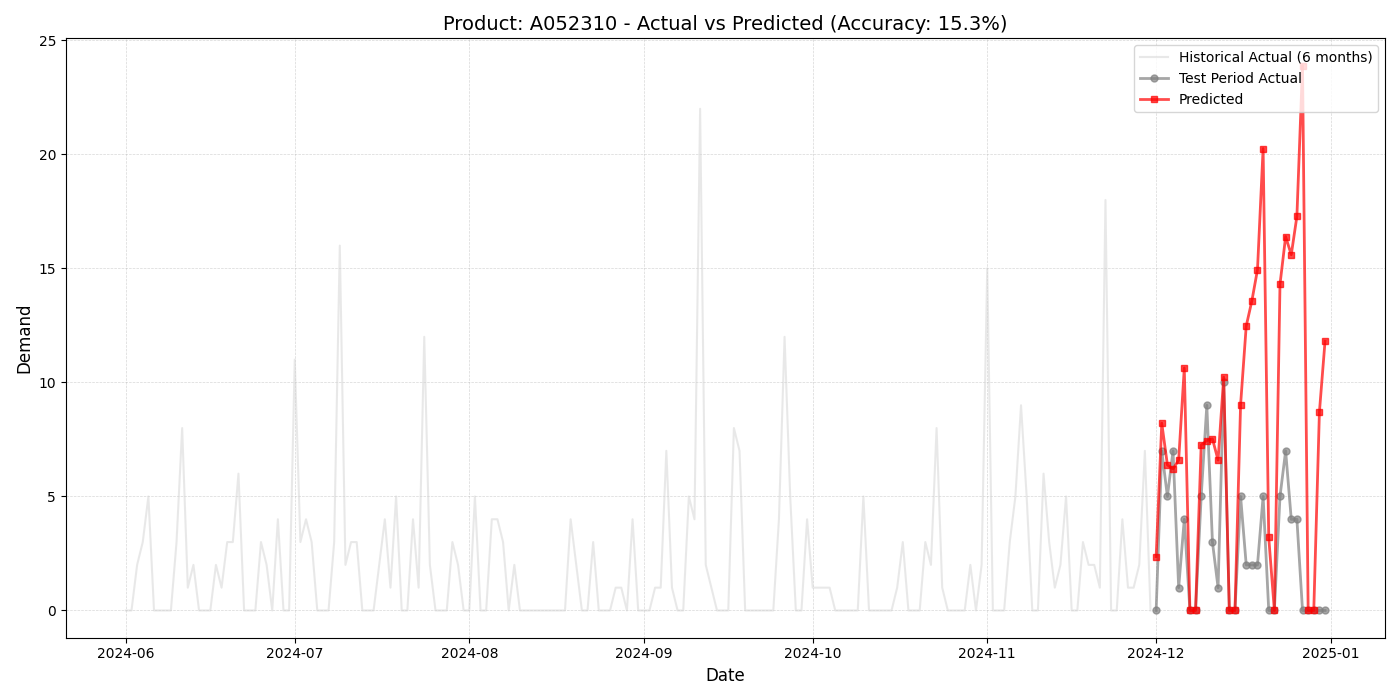 Product: A052310 - Actual vs Predicted (Accuracy: 15.3%)
Historical Actual (6 months)
Test Period Actual
Predicted
25
20
15
10
5
0
Demand
2024-06
2024-07
2024-08
2024-09
2024-10
2024-11
2024-12
2025-01
Date